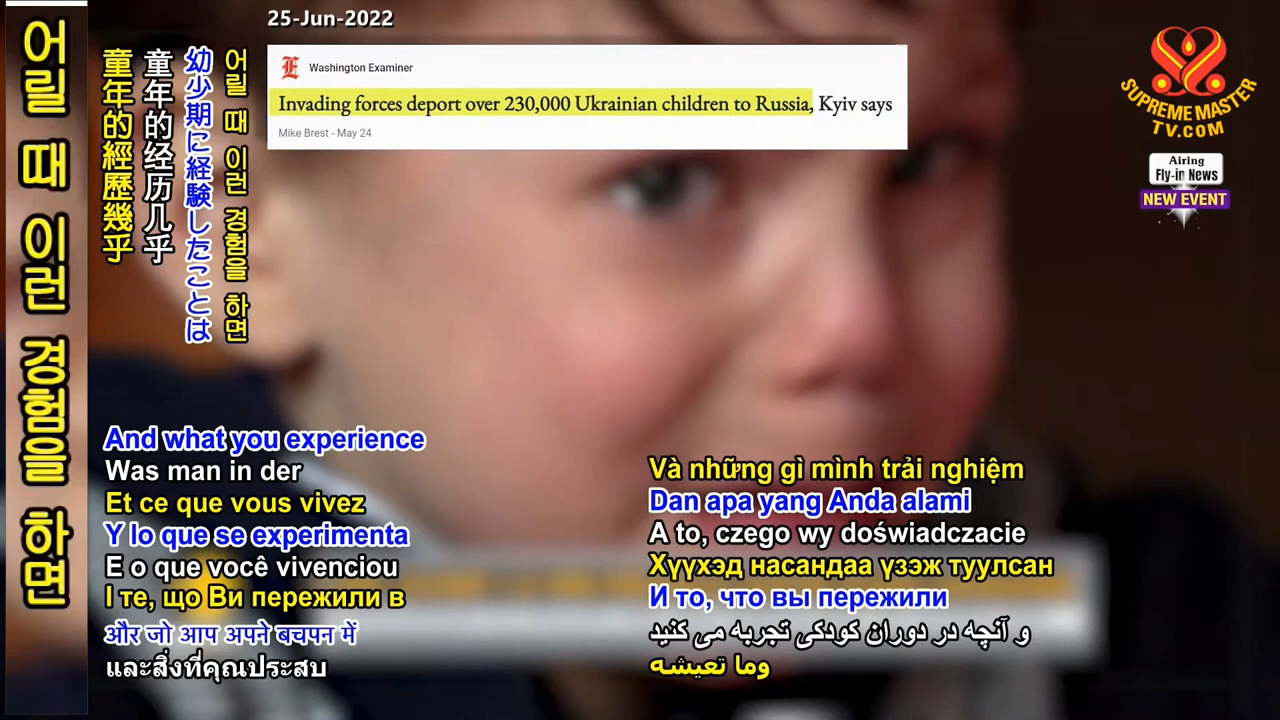 25-Jun-2022
Washington Examiner
Invading forces deport over 230,000 Ukrainian children to Russia, Kyiv says
Mike Brest - May 24
SUPREME MASTER
TV.COM
Airing
Fly-in News
NEW EVENT
어릴 때 이런 경험을 하면
童年的經歷幾乎
童年的经历几乎
幼少期に経験したことは
어릴 때 이런 경험을 하면
And what you experience
Was man in der
Et ce que vous vivez
Y lo que se experimenta
E o que você vivenciou
І те, що Ви пережили в
और जो आप अपने बचपन में
และสิ่งที่คุณประสบ
Và những gì mình trải nghiệm
Dan apa yang Anda alami
A to, czego wy doświadczacie
Хүүхэд насандаа үзэж туулсан
И то, что вы пережили
و آنچه در دوران کودکی تجربه می کنید
وما تعيشه